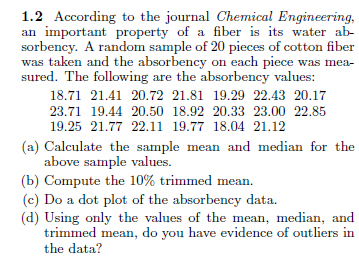 1.2 According to the journal Chemical Engineering,
an important property of a fiber is its water ab-
sorbency. A random sample of 20 pieces of cotton fiber
was taken and the absorbency on each piece was mea-
sured. The following are the absorbency values:
18.71 21.41 20.72 21.81 19.29 22.43 20.17
23.71 19.44 20.50 18.92 20.33 23.00 22.85
19.25 21.77 22.11 19.77 18.04 21.12
(a) Calculate the sample mean and median for the
above sample values.
(b) Compute the 10% trimmed mean.
(c) Do a dot plot of the absorbency data.
(d) Using only the values of the mean, median, and
trimmed mean, do you have evidence of outliers in
the data?